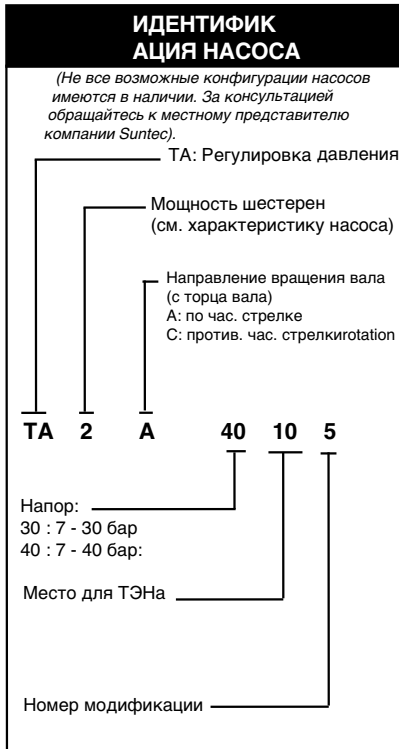 ИДЕНТИФИК
АЦИЯ НАСОСА
(Не все возможные конфигурации насосов
имеются в наличии. За консультацией
обращайтесь к местному представителю
компании Suntec).
TA: Регулировка давления
Мощность шестерен
(см. характеристику насоса)
Направление вращения вала
(с торца вала)
A: по час. стрелке
C: против. час. стрелкиrotation
TA 2 A 40 10 5
Напор:
30 : 7 - 30 бар
40 : 7 - 40 бар:
Место для ТЭНа
Номер модификации